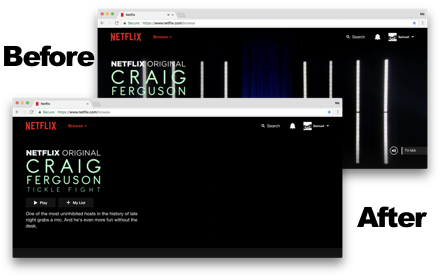 Before
Netflix
Me
Secure https://www.netflix.com/browse
NETFLIX Browse Search Samuel
NETFLIX ORIGINAL
CRAIG
FERGUSON
TV-MA
Netflix
Me
Secure https://www.netflix.com/browse
NETFLIX Browse Search Samuel
NETFLIX ORIGINAL
CRAIG
FERGUSON
TICKLE FIGHT
Play + My List
One of the most uninhibited hosts in the history of late
night grabs a mic. And he's even more fun without the
desk.
After